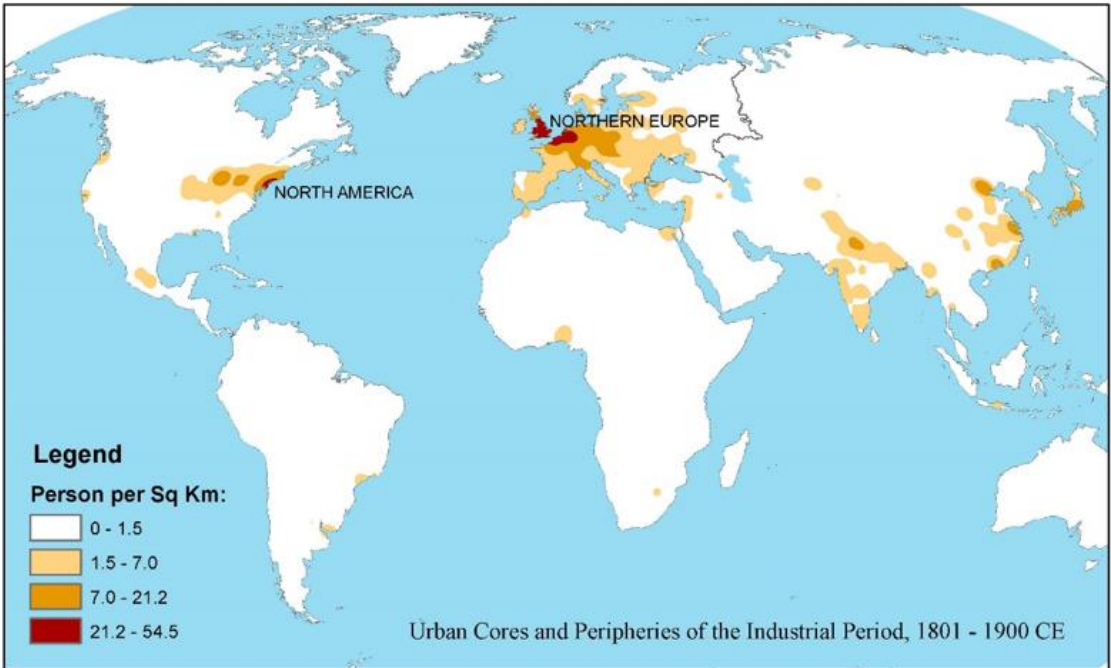 NORTHERN EUROPE
NORTH AMERICA
Legend
Person per Sq Km:
0 - 1.5
1.5 - 7.0
7.0 - 21.2
21.2 - 54.5
Urban Cores and Peripheries of the Industrial Period, 1801 - 1900 CE